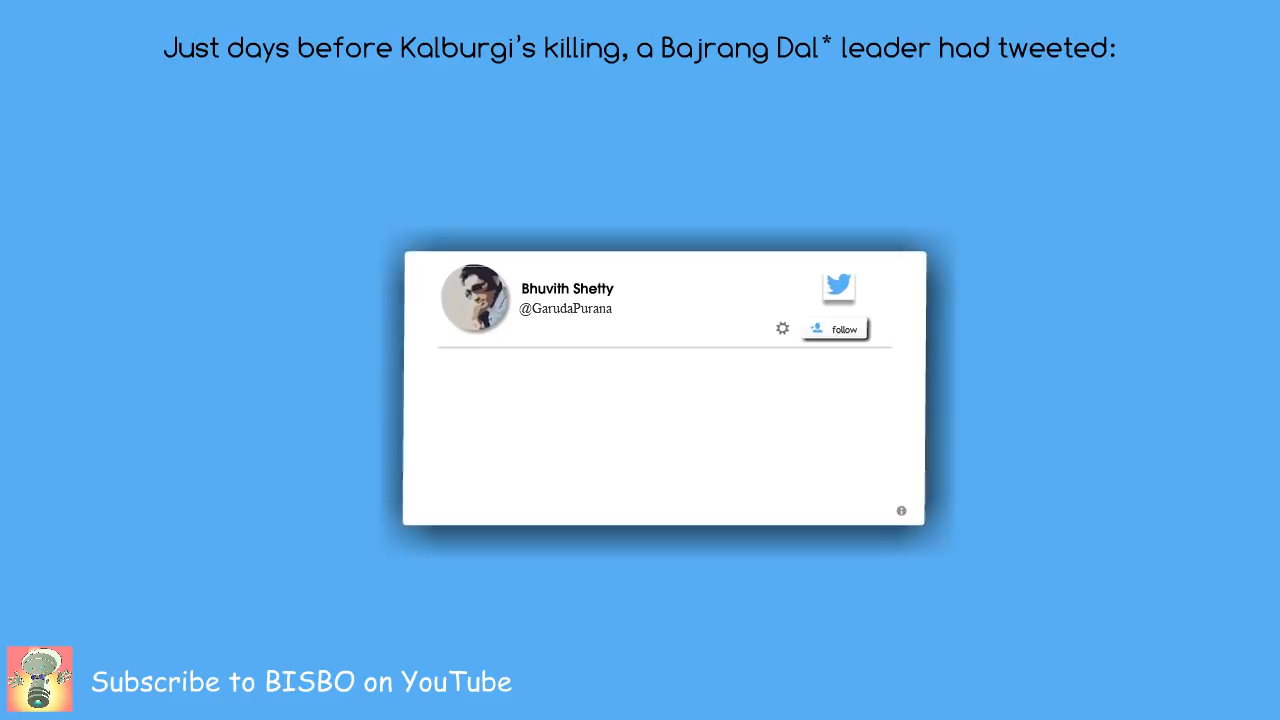 Just days before Kalburgi's killing, a Bajrang Dal* leader had tweeted:
Bhuvith Shetty
@GarudaPurana
follow
Subscribe to BISBO on YouTube